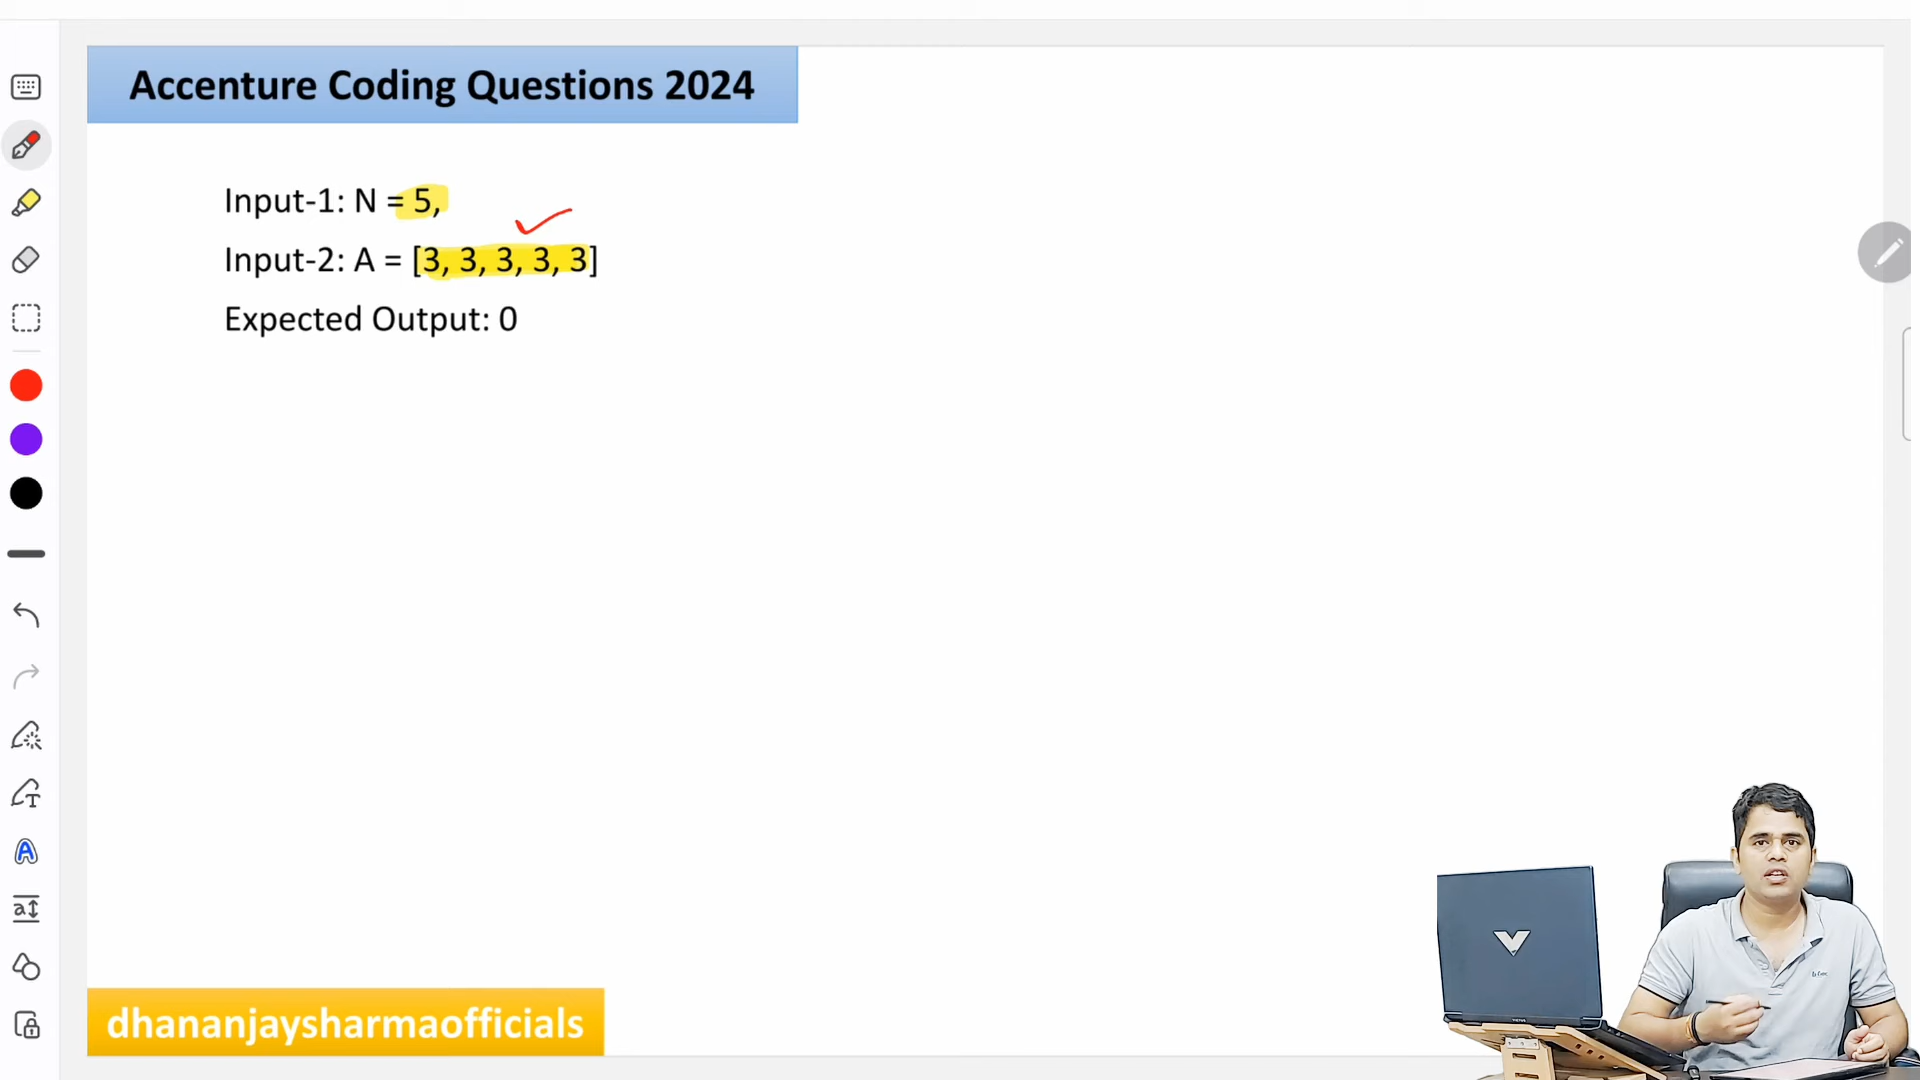 Accenture Coding Questions 2024
Input-1: N = 5,
Input-2: A = [3, 3, 3, 3, 3]
Expected Output: 0
dhananjaysharmaofficials